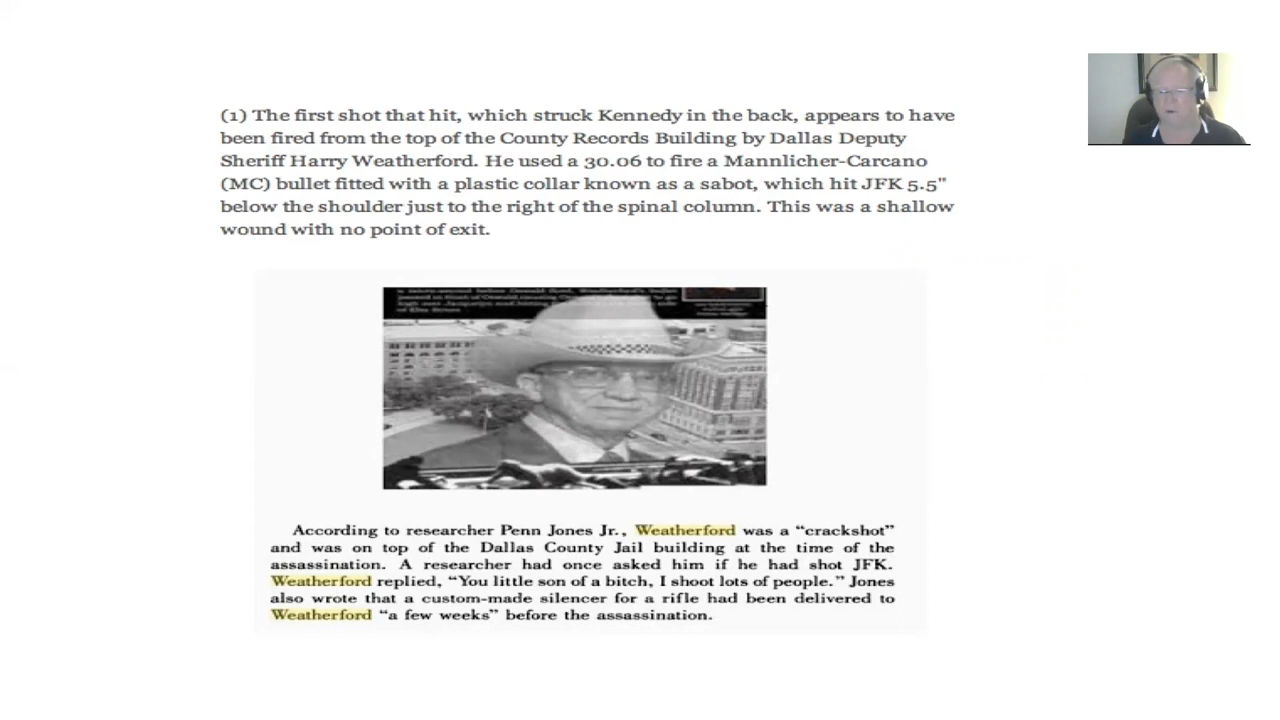 (1) The first shot that hit, which struck Kennedy in the back, appears to have
been fired from the top of the County Records Building by Dallas Deputy
Sheriff Harry Weatherford. He used a 30.06 to fire a Mannlicher-Carcano
(MC) bullet fitted with a plastic collar known as a sabot, which hit JFK 5.5"
below the shoulder just to the right of the spinal column. This was a shallow
wound with no point of exit.
According to researcher Penn Jones Jr., Weatherford was a “crackshot”
and was on top of the Dallas County Jail building at the time of the
assassination. A researcher had once asked him if he had shot JFK.
Weatherford replied, “You little son of a bitch, I shoot lots of people.” Jones
also wrote that a custom-made silencer for a rifle had been delivered to
Weatherford “a few weeks” before the assassination.